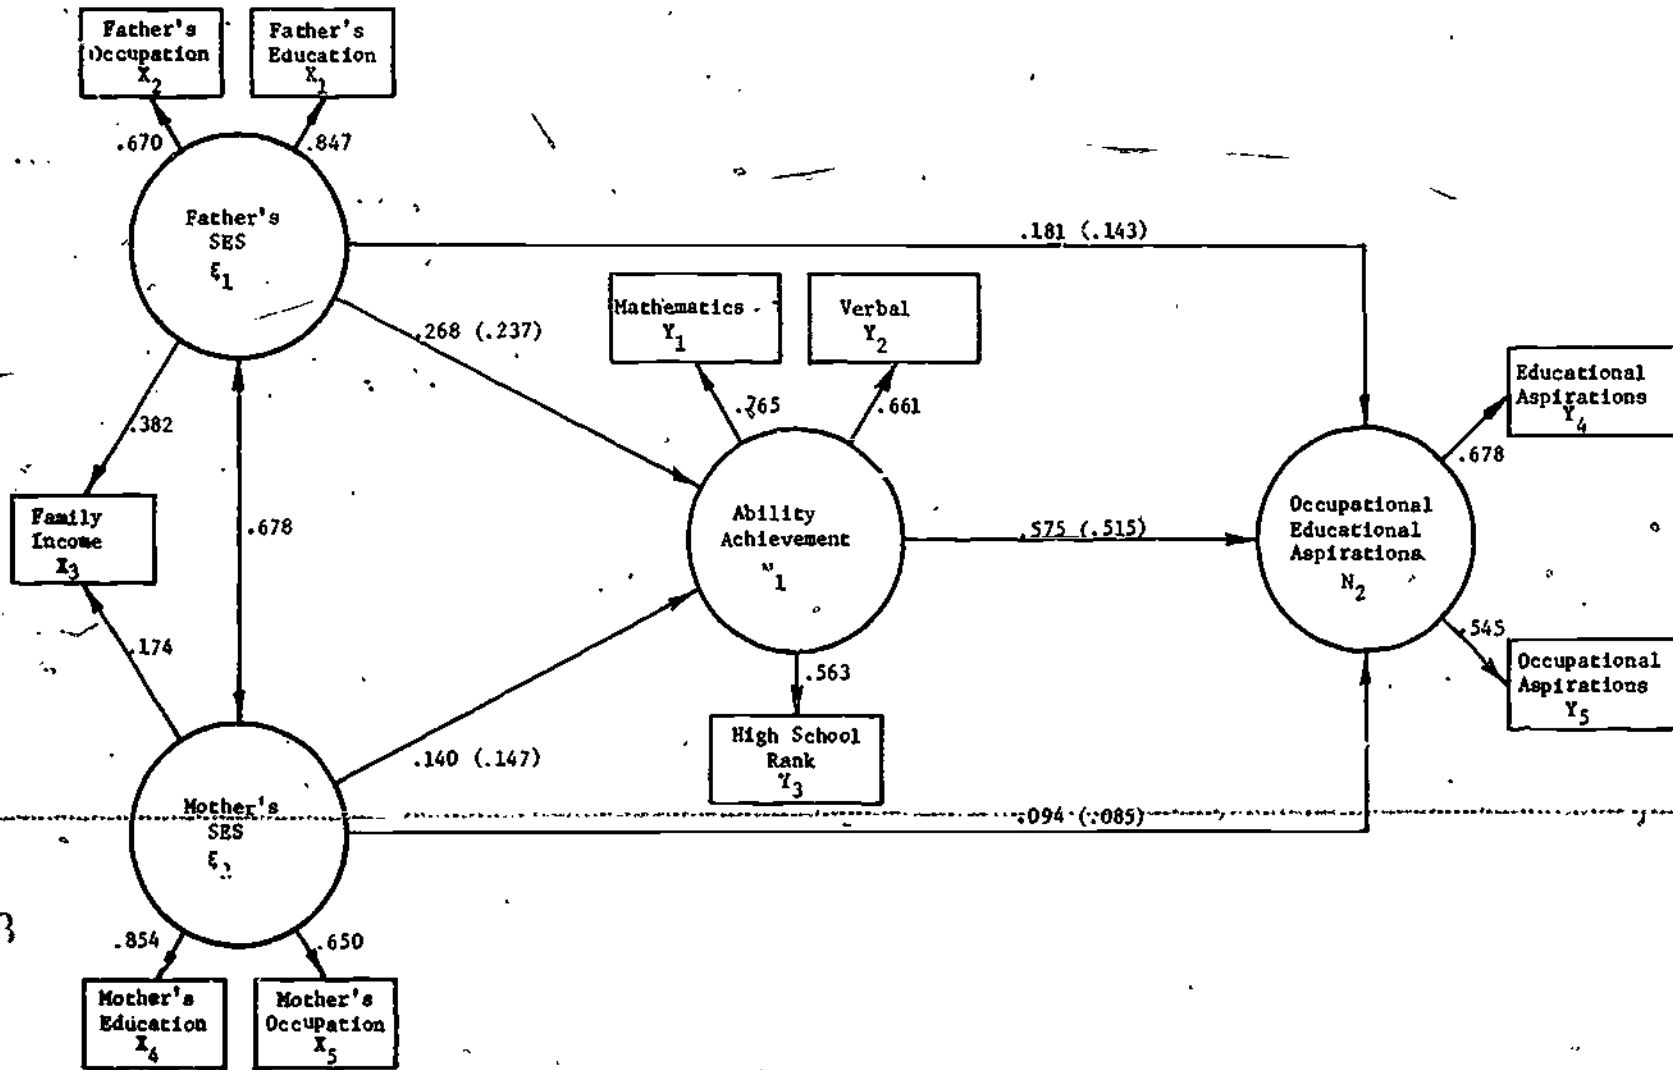 Father's
Occupation
X2
Father's
Education
X1
.670
.847
Father's
SES
ξ1
.181 (.143)
.268 (.237)
Mathematics
Y1
Verbal
Y2
.765
.661
.382
.678
Family
Income
X3
.174
Ability
Achievement
1
.575 (.515)
Educational
Aspirations
Y4
.678
Occupational
Educational
Aspirations
N2
.545
Occupational
Aspirations
Y5
.563
High School
Rank
Y3
.140 (.147)
Mother's
SES
ξ
.094 (.085)
.854
.650
Mother's
Education
X4
Mother's
Occupation
X5